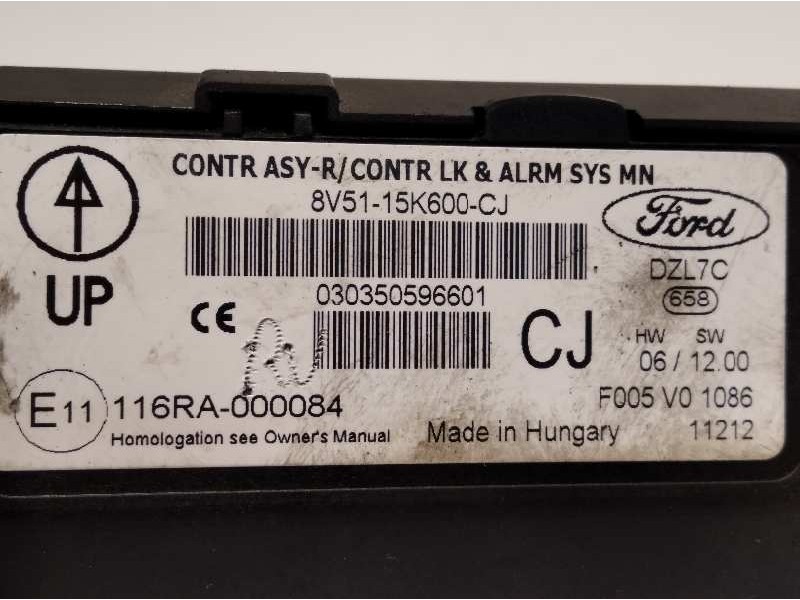 CONTR ASY-R/CONTR LK & ALRM SYS MN
8V51-15K600-CJ
Ford
UP
DZL7C
658
030350596601
CE
CJ
HW SW
06 / 12.00
E11 116RA-000084
F005 V0 1086
Homologation see Owner's Manual
Made in Hungary
11212